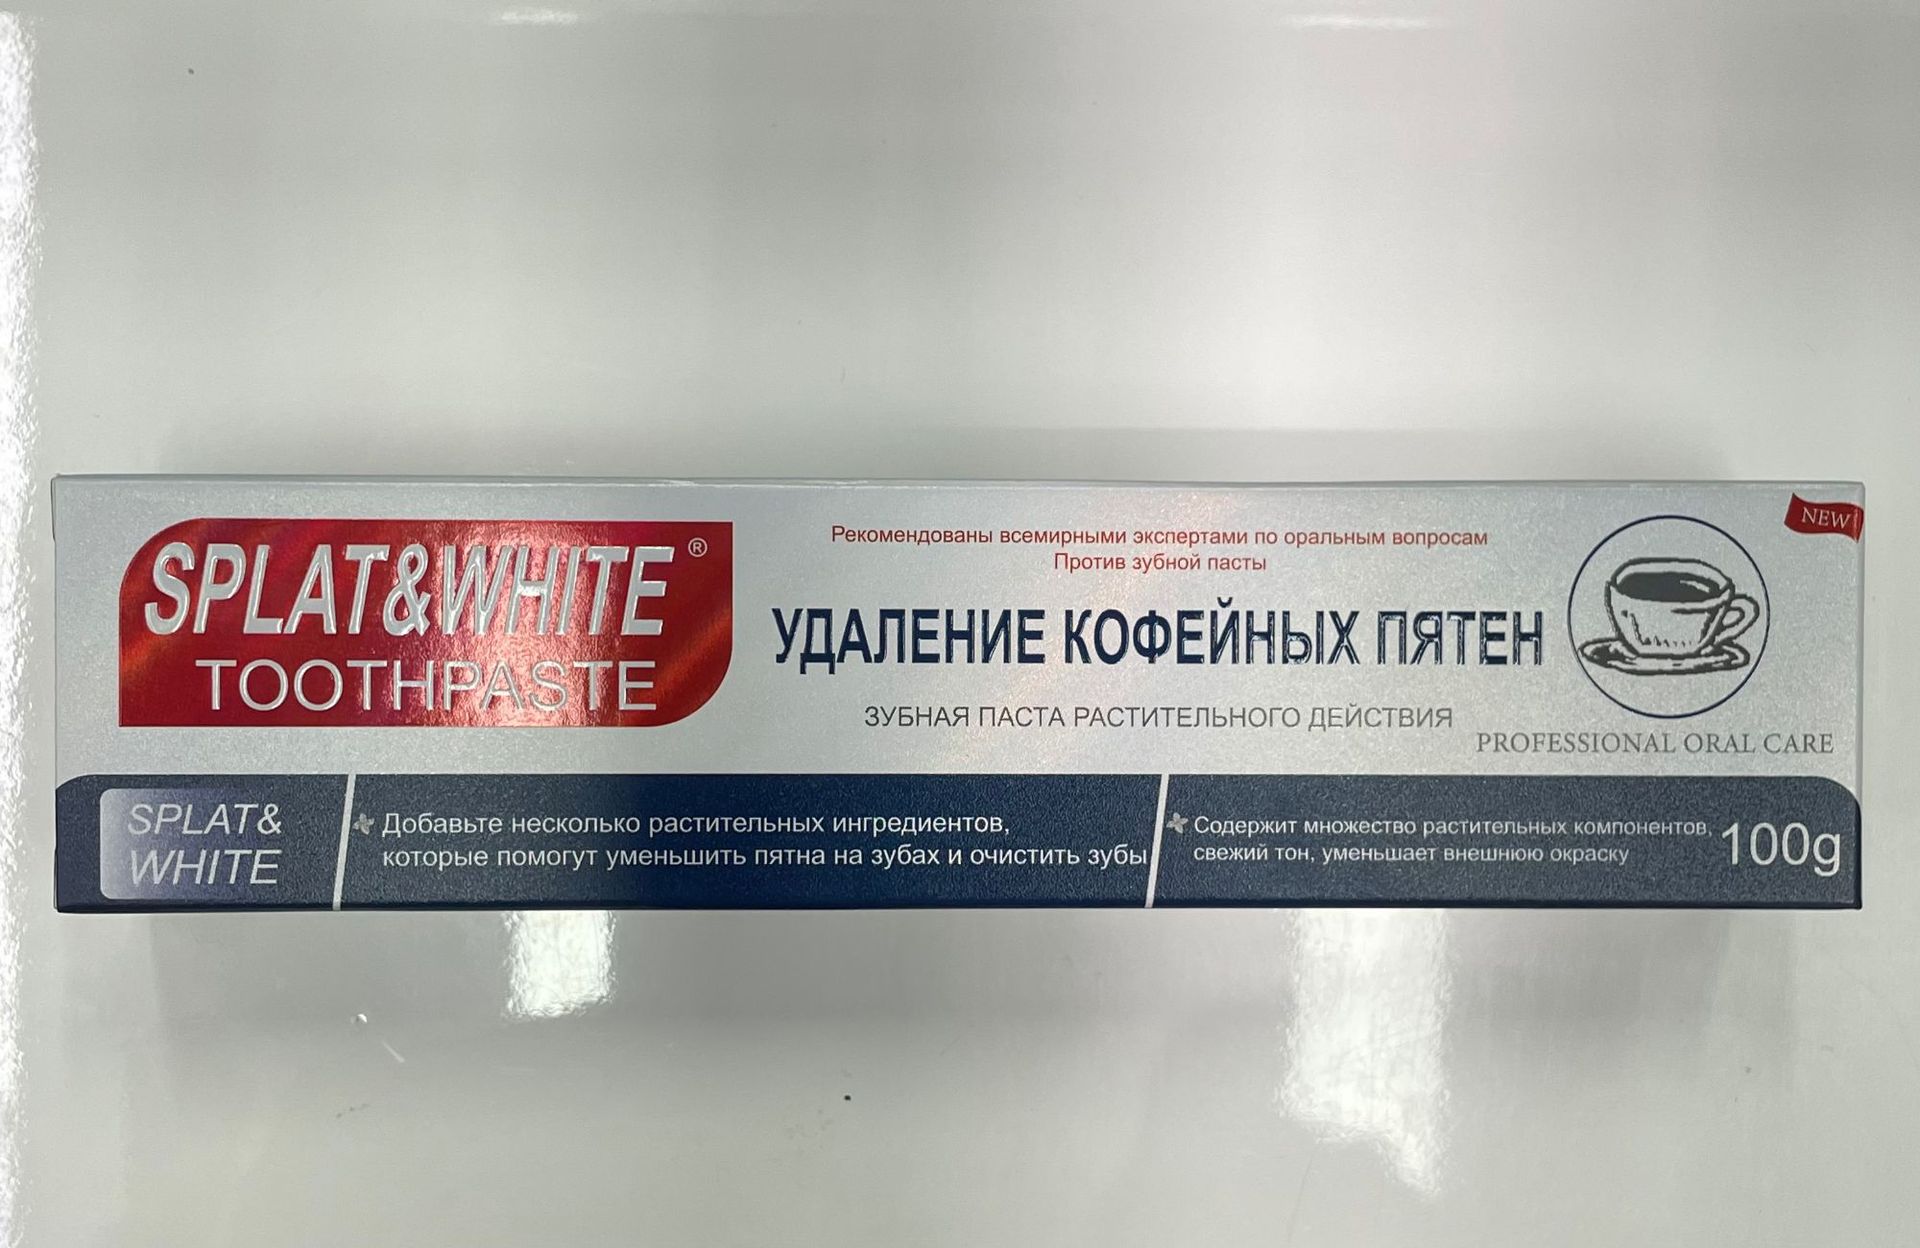 SPLAT&WHITE®
TOOTHPASTE
Рекомендованы всемирными экспертами по оральным вопросам
Против зубной пасты
УДАЛЕНИЕ КОФЕЙНЫХ ПЯТЕН
ЗУБНАЯ ПАСТА РАСТИТЕЛЬНОГО ДЕЙСТВИЯ
NEW
PROFESSIONAL ORAL CARE
SPLAT&
WHITE
Добавьте несколько растительных ингредиентов,
которые помогут уменьшить пятна на зубах и очистить зубы
Содержит множество растительных компонентов,
свежий тон, уменьшает внешнюю окраску
100g